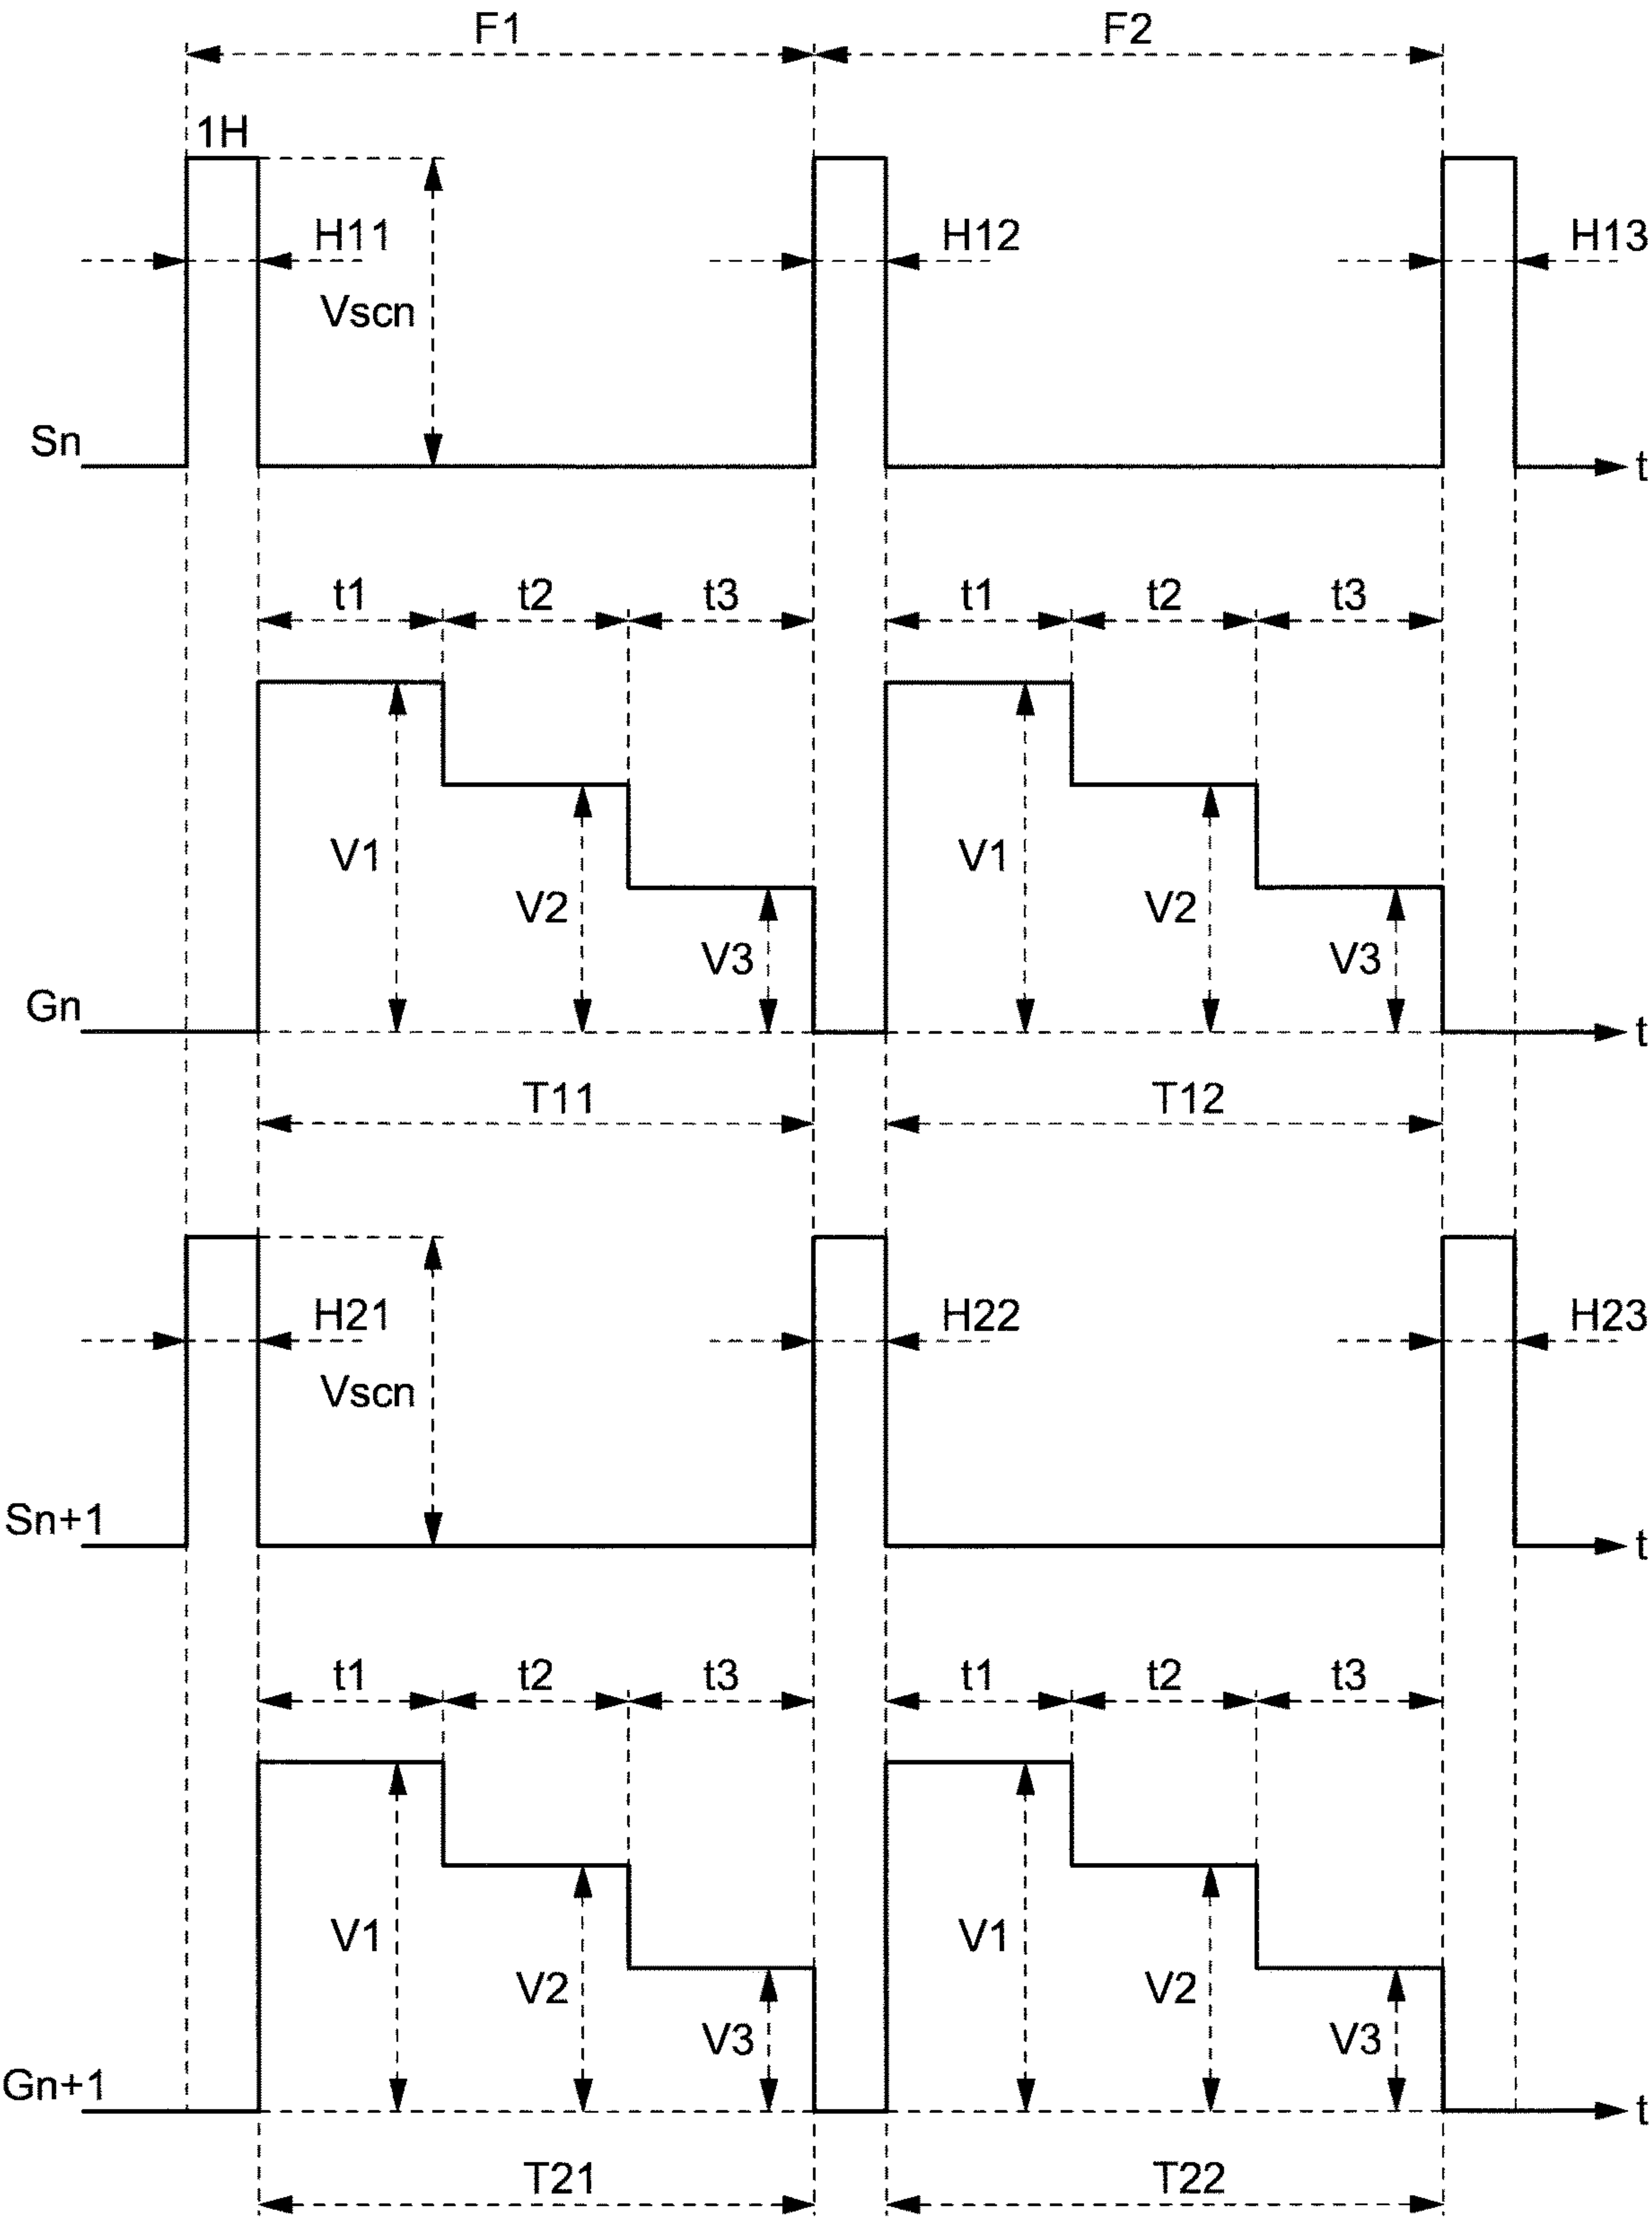 F1 F2
1H
H11 H12 H13
Vscn
Sn t
t1 t2 t3 t1 t2 t3
V1 V1
V2 V2
V3 V3
Gn t
T11 T12
H21 H22 H23
Vscn
Sn+1 t
t1 t2 t3 t1 t2 t3
V1 V1
V2 V2
V3 V3
Gn+1 t
T21 T22